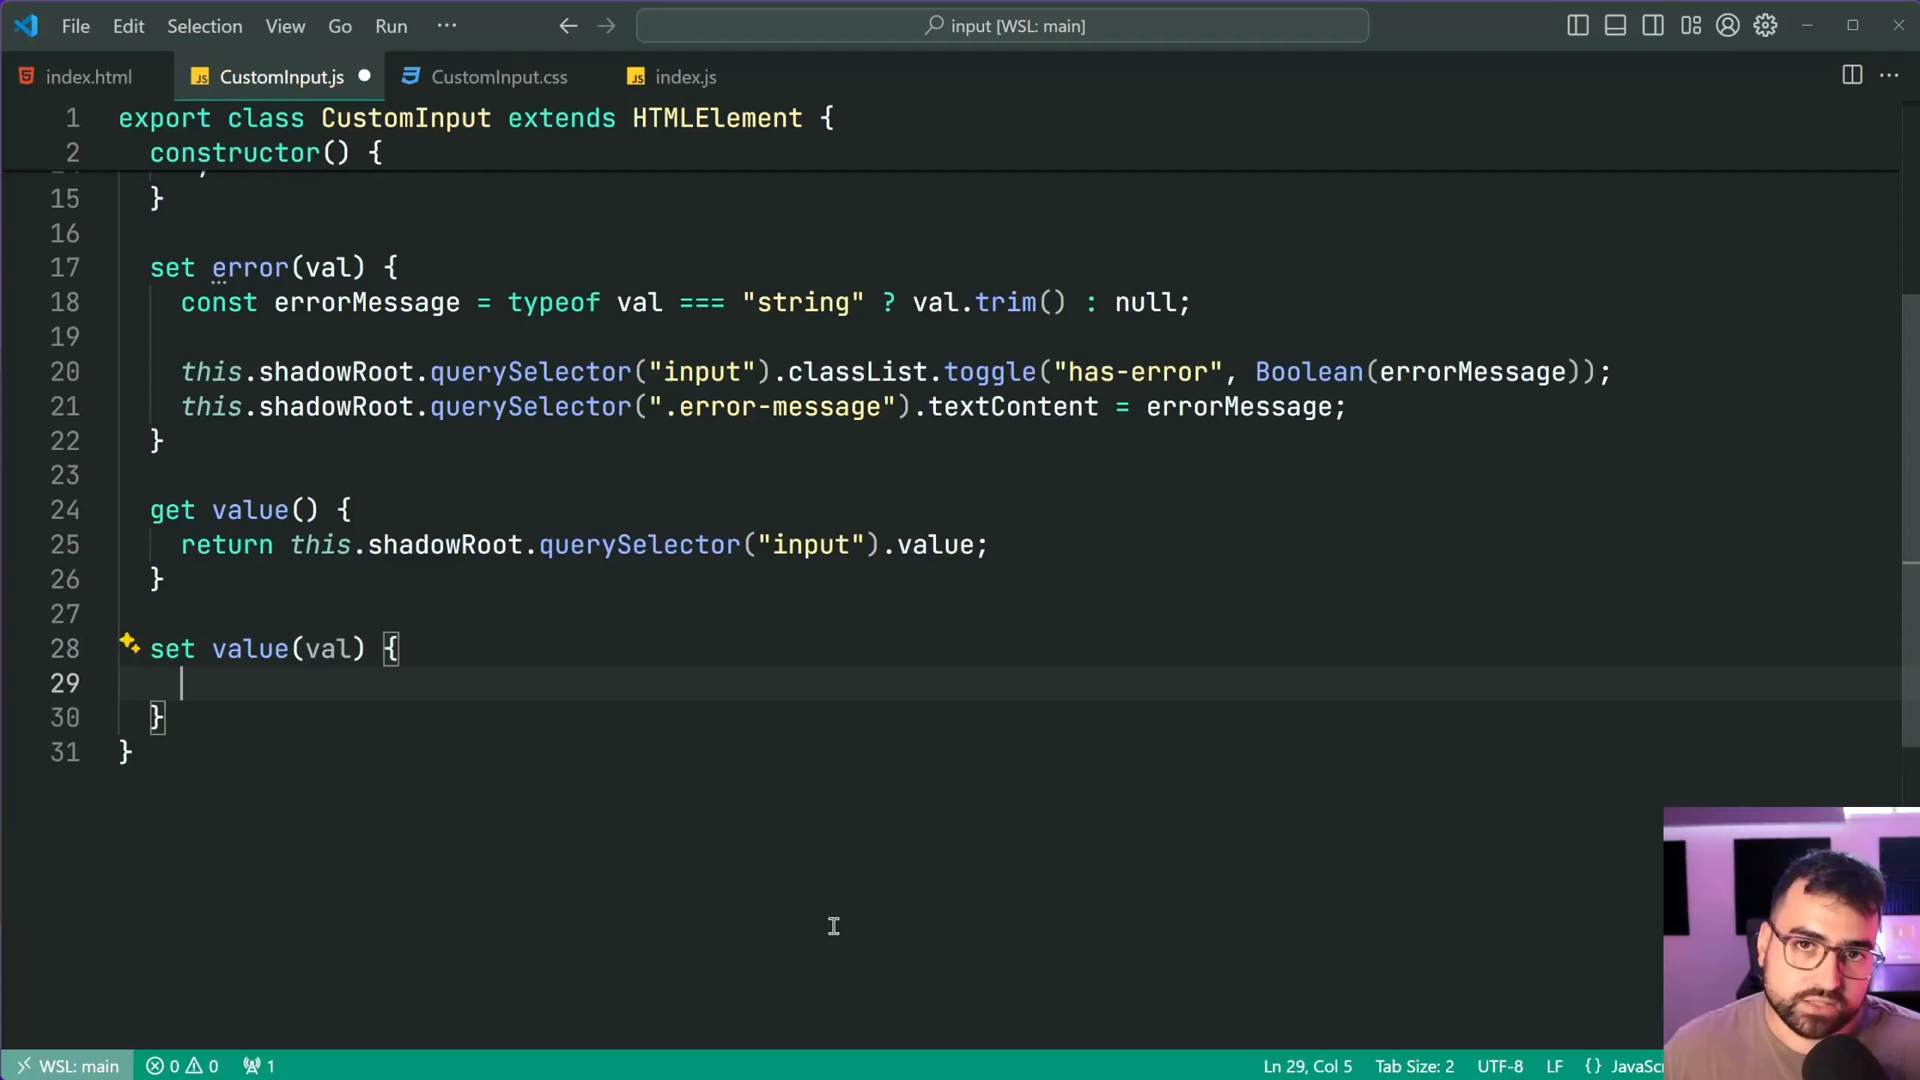 File Edit Selection View Go Run ···
input [WSL: main]
index.html CustomInput.js CustomInput.css index.js
1 export class CustomInput extends HTMLElement {
2 constructor() {
15 }
16
17 set error(val) {
18 const errorMessage = typeof val === "string" ? val.trim() : null;
19
20 this.shadowRoot.querySelector("input").classList.toggle("has-error", Boolean(errorMessage));
21 this.shadowRoot.querySelector(".error-message").textContent = errorMessage;
22 }
23
24 get value() {
25 return this.shadowRoot.querySelector("input").value;
26 }
27
28 set value(val) {
29
30 }
31 }
WSL: main 0 0 1 Ln 29, Col 5 Tab Size: 2 UTF-8 LF {}